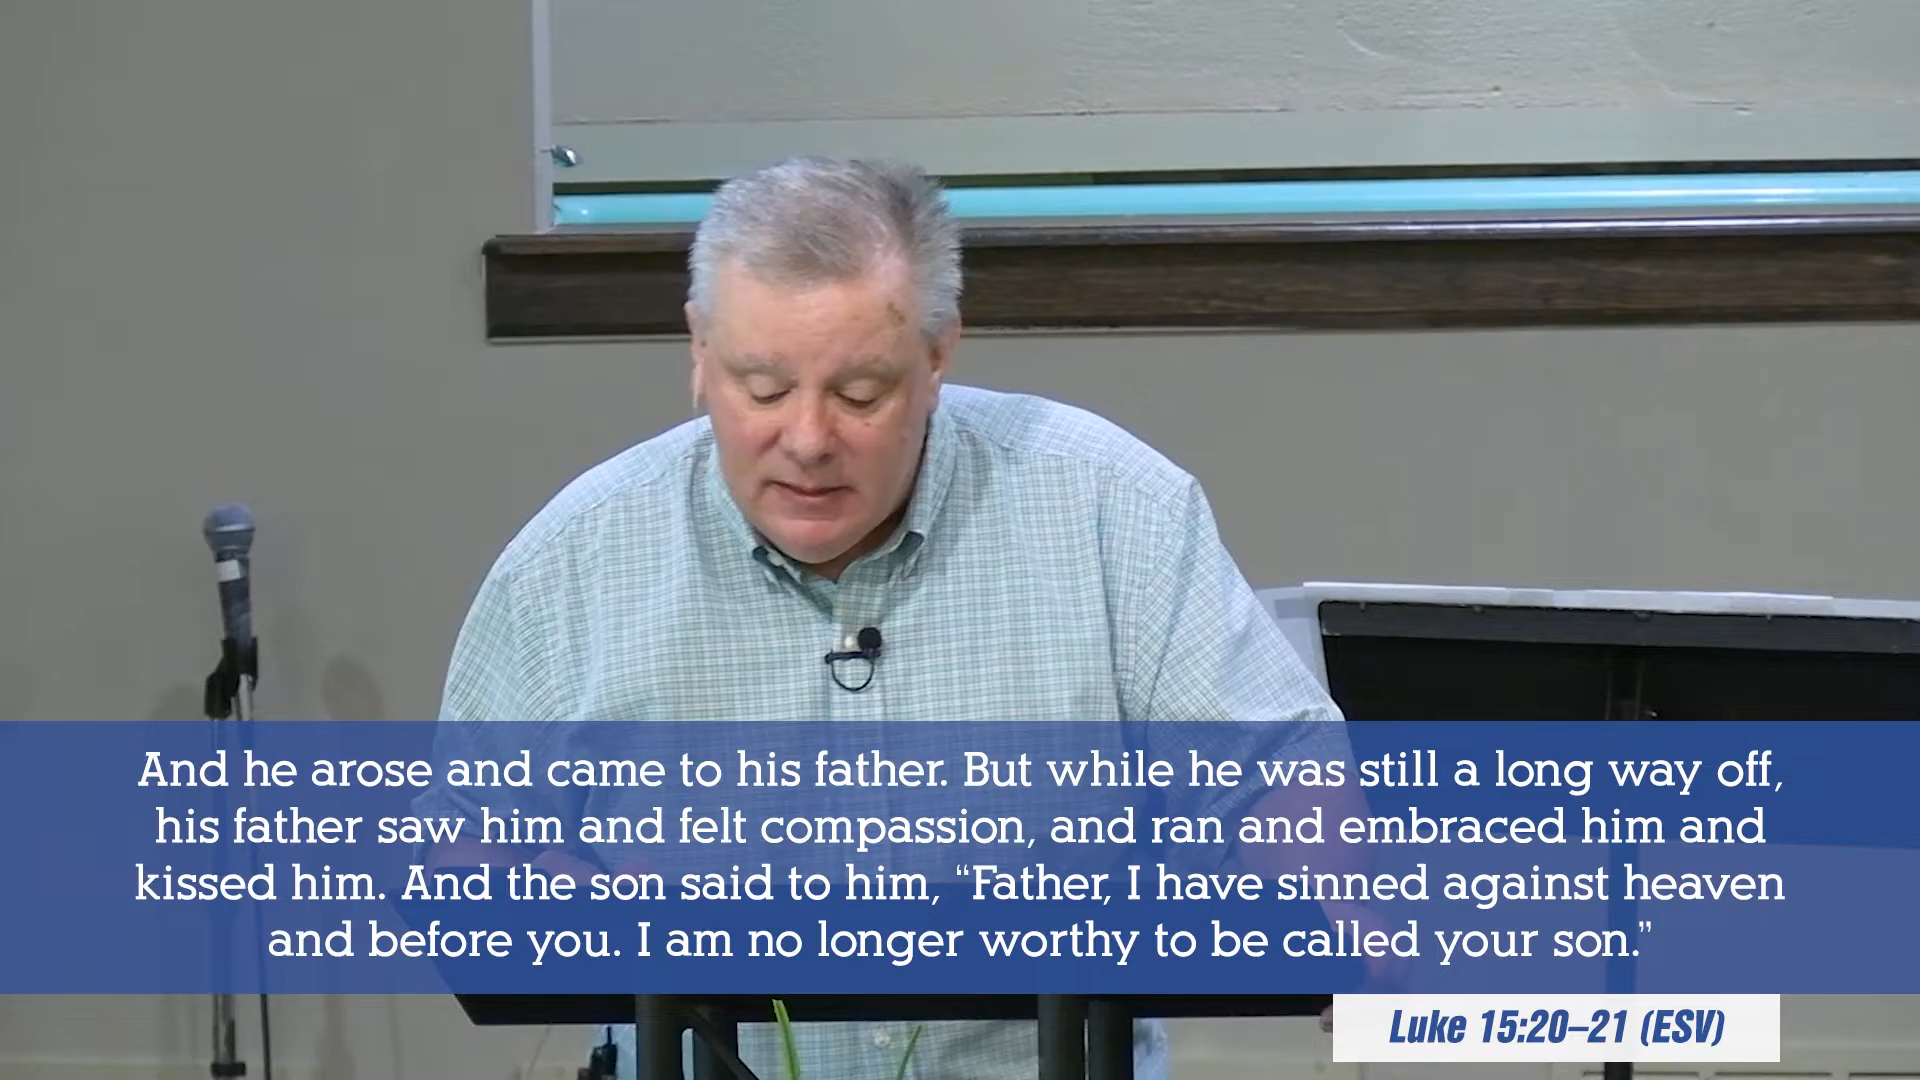 And he arose and came to his father. But while he was still a long way off,
his father saw him and felt compassion, and ran and embraced him and
kissed him. And the son said to him, “Father, I have sinned against heaven
and before you. I am no longer worthy to be called your son.”
Luke 15:20–21 (ESV)